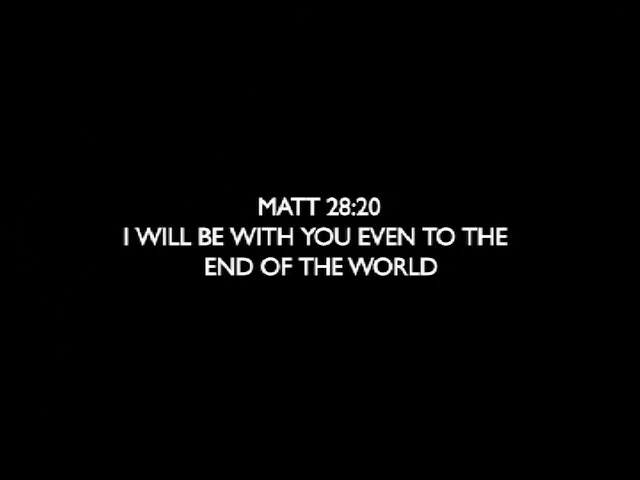 MATT 28:20
I WILL BE WITH YOU EVEN TO THE
END OF THE WORLD